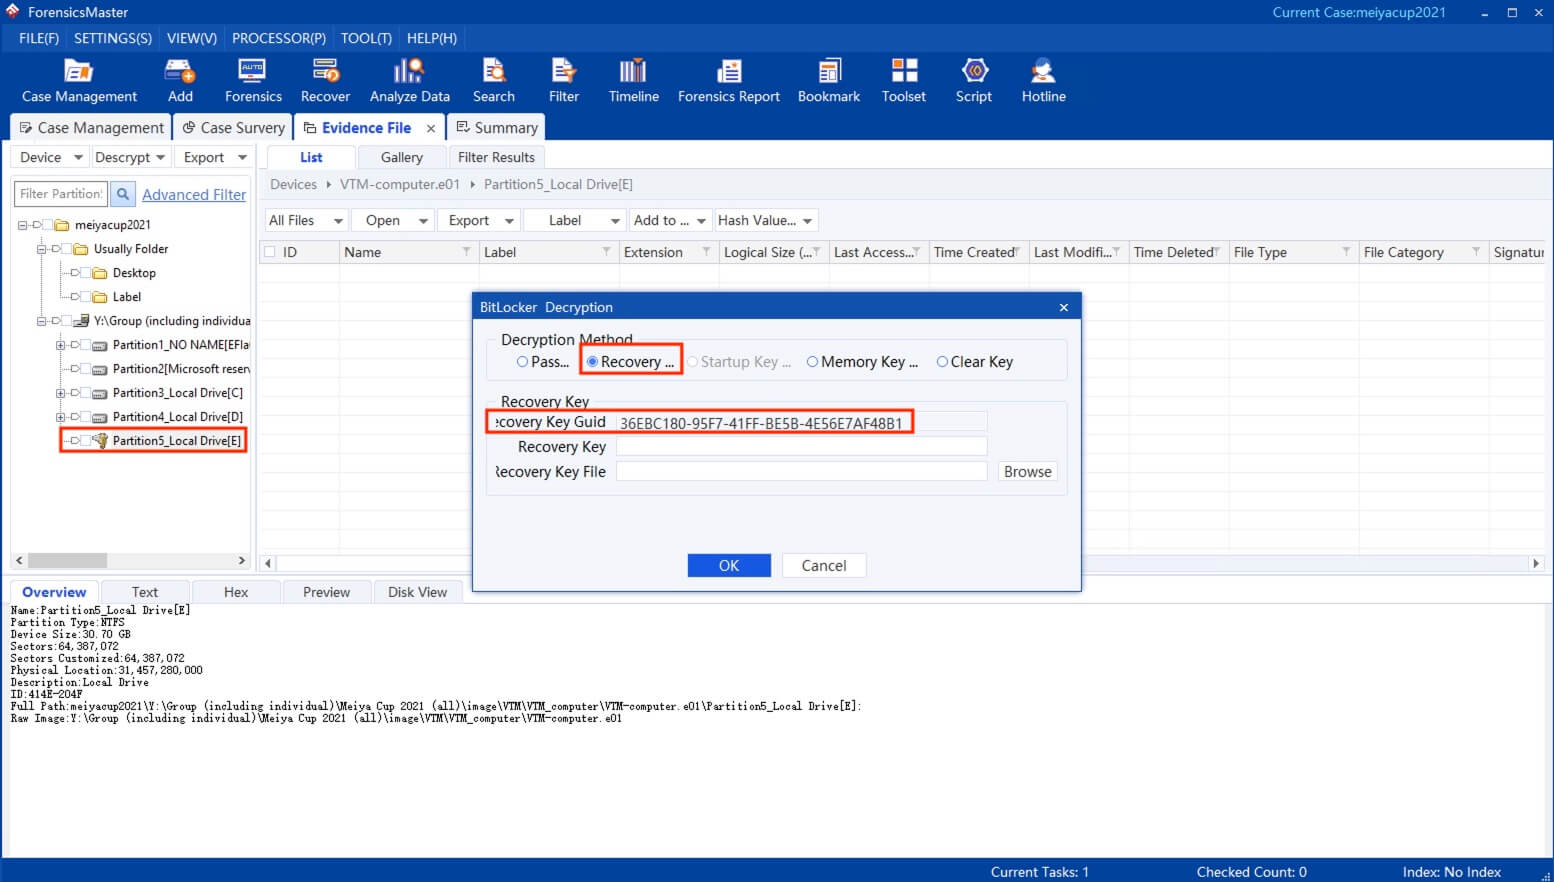 ForensicsMaster
Current Case:meiyacup2021
FILE(F) SETTINGS(S) VIEW(V) PROCESSOR(P) TOOL(T) HELP(H)
AUTO
Case Management Add Forensics Recover Analyze Data Search Filter Timeline Forensics Report Bookmark Toolset Script Hotline
Case Management Case Survery Evidence File Summary
Device Descrypt Export
List Gallery Filter Results
Filter Partition Advanced Filter
Devices VTM-computer.e01 Partition5_Local Drive[E]
All Files Open Export Label Add to ... Hash Value...
ID Name Label Extension Logical Size (... Last Access... Time Created Last Modifi... Time Deleted File Type File Category Signatur
meiyacup2021
Usually Folder
Desktop
Label
Y:\Group (including individua
Partition1_NO NAME[EFI
Partition2[Microsoft reserv
Partition3_Local Drive[C]
Partition4_Local Drive[D]
Partition5_Local Drive[E]
BitLocker Decryption
Decryption Method
Pass... Recovery ... Startup Key ... Memory Key ... Clear Key
Recovery Key
ecovery Key Guid 36EBC180-95F7-41FF-BE5B-4E56E7AF48B1
Recovery Key
Recovery Key File Browse
OK Cancel
Overview Text Hex Preview Disk View
Name:Partition5_Local Drive[E]
Partition Type:NTFS
Device Size:30.70 GB
Sectors:64,387,072
Sectors Customized:64,387,072
Physical Location:31,457,280,000
Description:Local Drive
ID:414E-204F
Full Path:meiyacup2021\Y:\Group (including individual)\Meiya Cup 2021 (all)\image\VTM\VTM_computer\VTM-computer.e01\Partition5_Local Drive[E]:
Raw Image:Y:\Group (including individual)\Meiya Cup 2021 (all)\image\VTM\VTM_computer\VTM-computer.e01
Current Tasks: 1 Checked Count: 0 Index: No Index